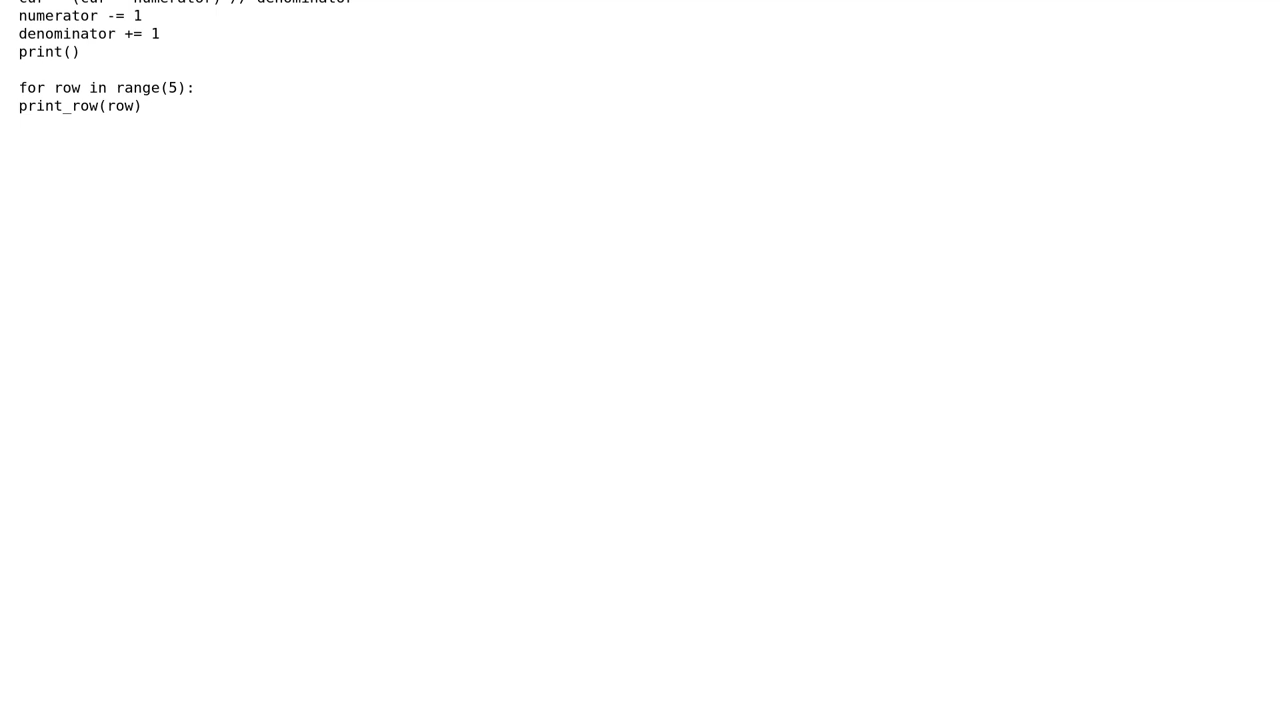 numerator -= 1
denominator += 1
print()

for row in range(5):
print_row(row)